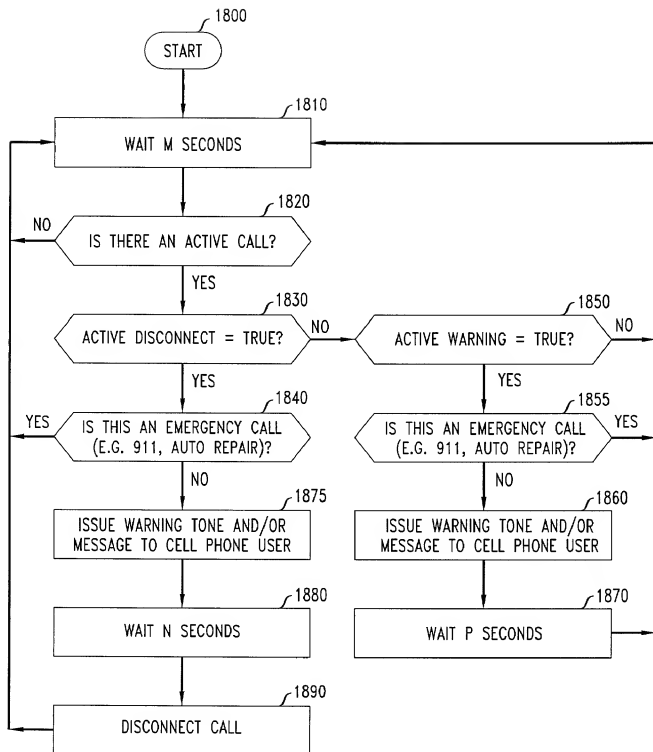 1800
START
1810
WAIT M SECONDS
1820
NO
IS THERE AN ACTIVE CALL?
YES
1830
ACTIVE DISCONNECT = TRUE?
NO
1850
ACTIVE WARNING = TRUE?
NO
YES
1840
YES
IS THIS AN EMERGENCY CALL
(E.G. 911, AUTO REPAIR)?
NO
YES
1855
IS THIS AN EMERGENCY CALL
(E.G. 911, AUTO REPAIR)?
YES
NO
1875
ISSUE WARNING TONE AND/OR
MESSAGE TO CELL PHONE USER
1860
ISSUE WARNING TONE AND/OR
MESSAGE TO CELL PHONE USER
1880
WAIT N SECONDS
1870
WAIT P SECONDS
1890
DISCONNECT CALL